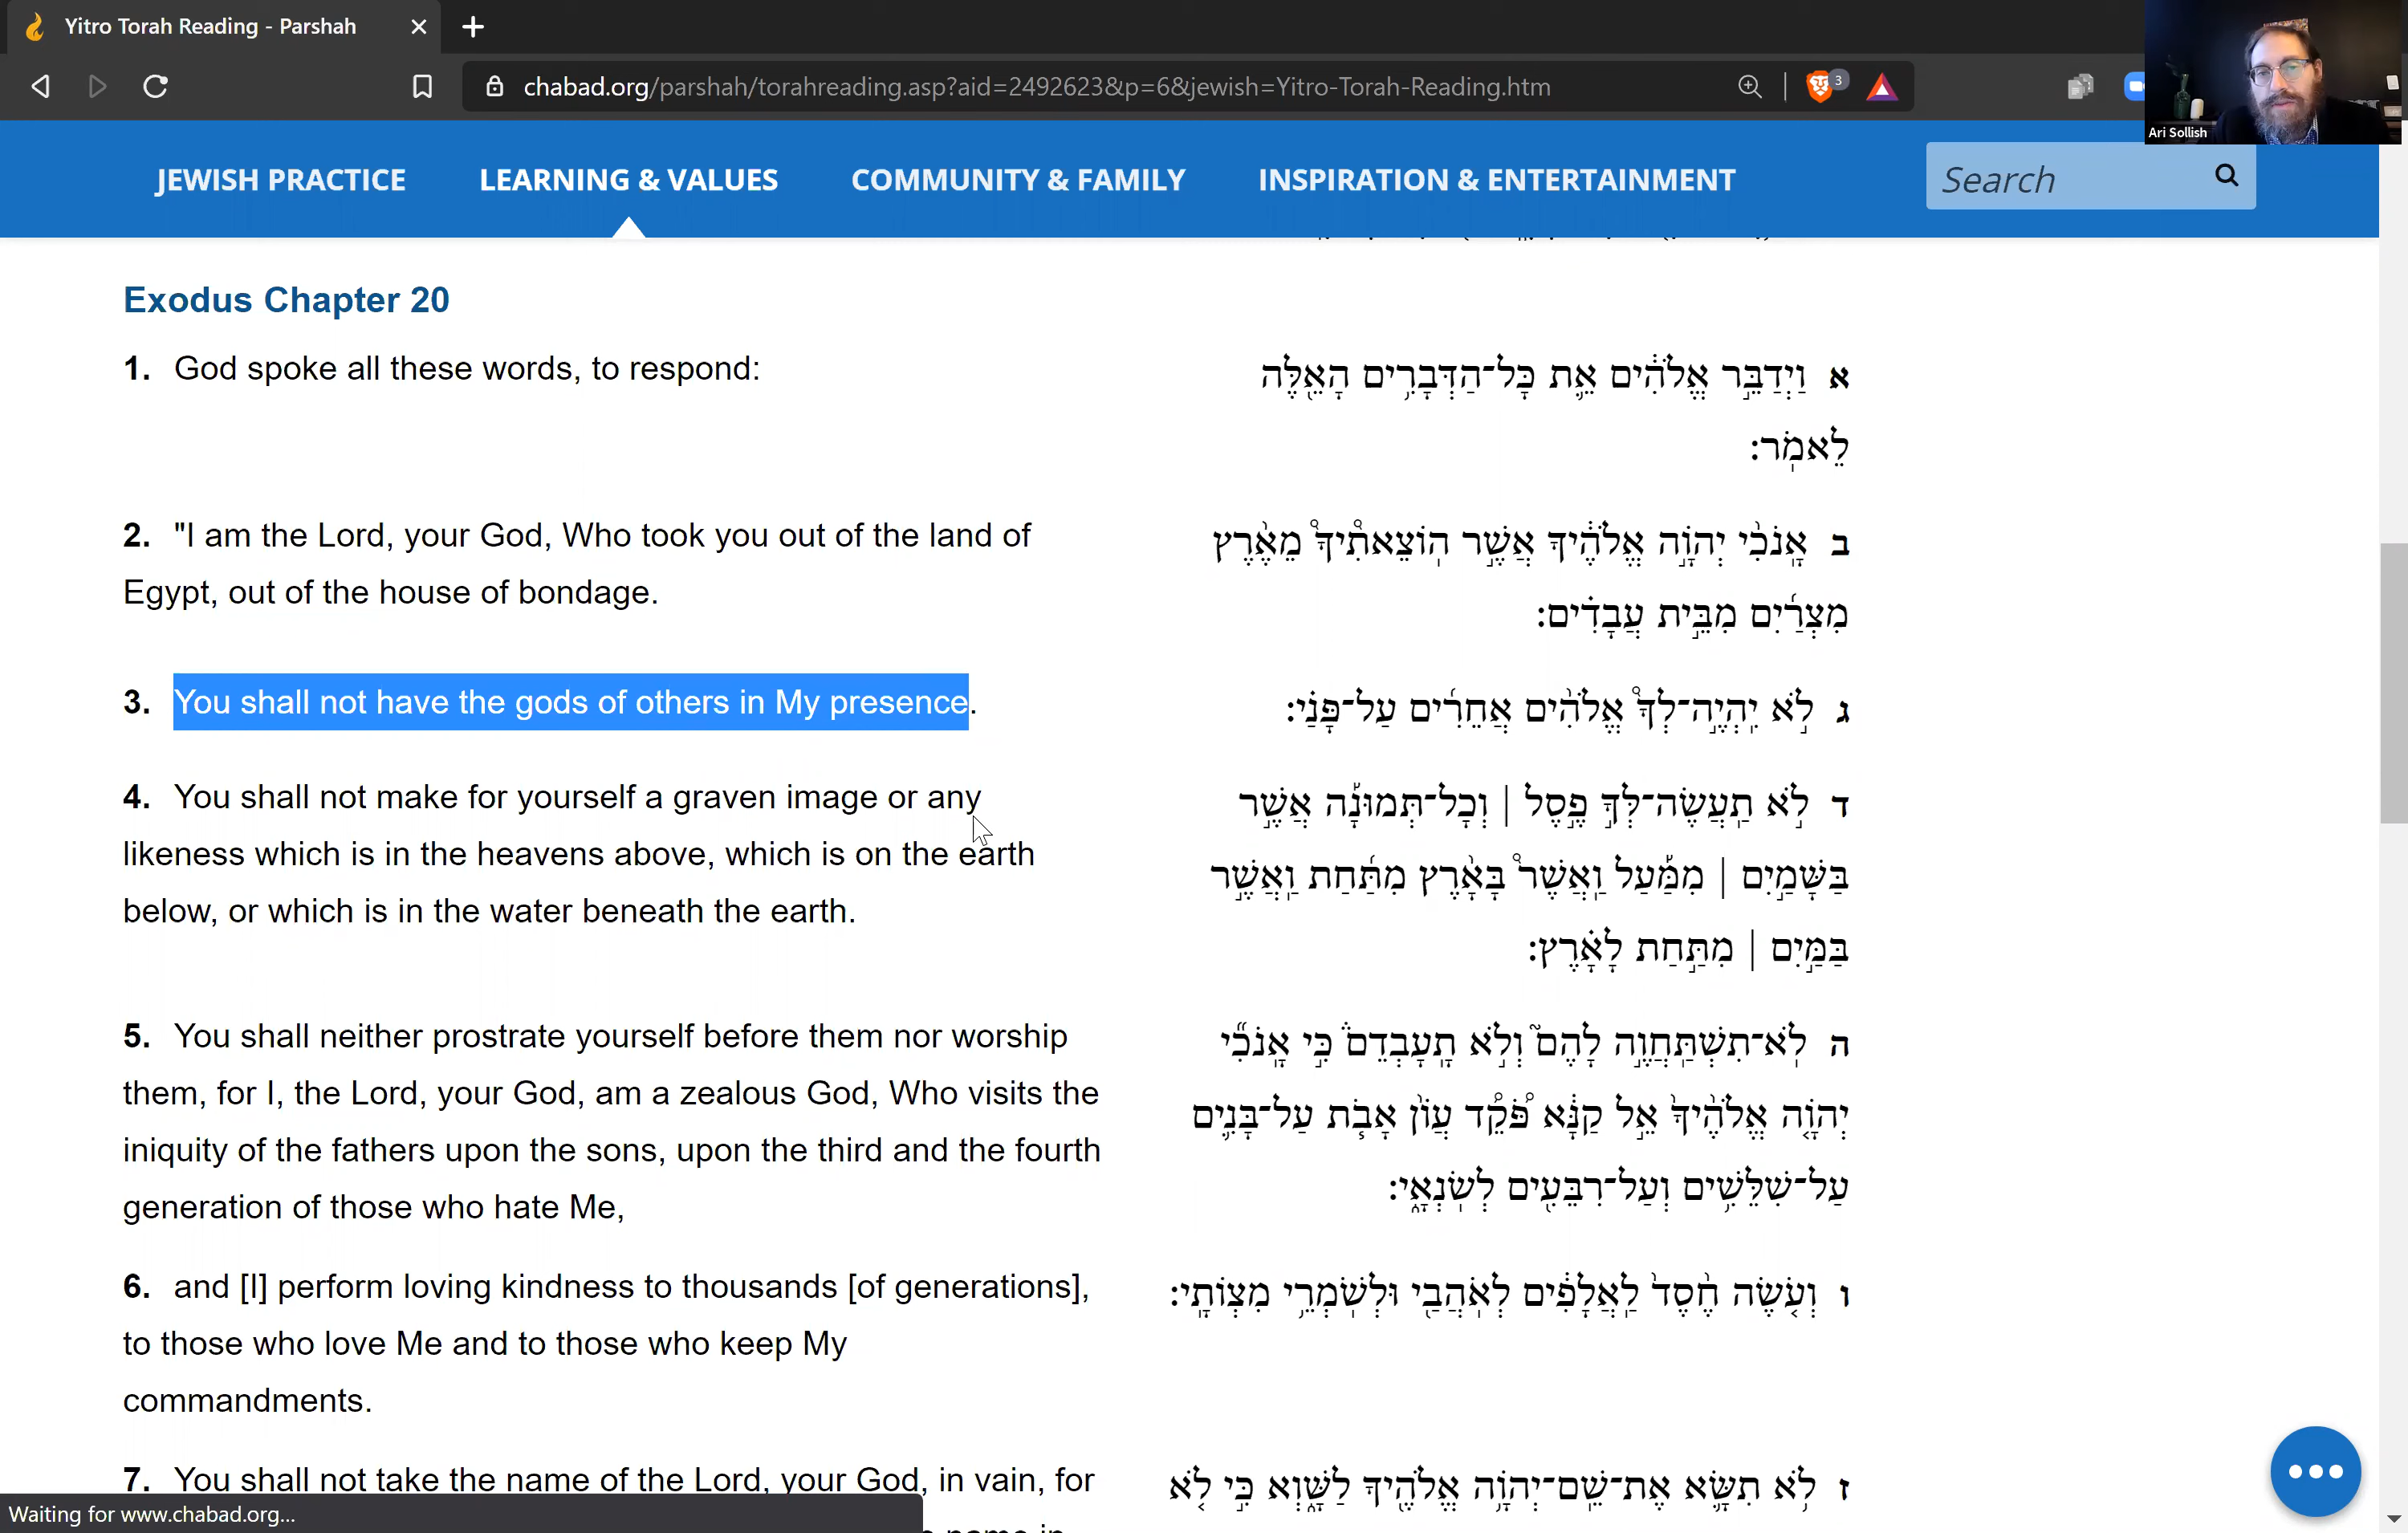 Yitro Torah Reading - Parshah
chabad.org/parshah/torahreading.asp?aid=2492623&p=6&jewish=Yitro-Torah-Reading.htm
3
Ari Sollish
JEWISH PRACTICE
LEARNING & VALUES
COMMUNITY & FAMILY
INSPIRATION & ENTERTAINMENT
Search
Exodus Chapter 20
1. God spoke all these words, to respond:
א וַיְדַבֵּ֣ר אֱלֹהִ֔ים אֵ֛ת כָּל־הַדְּבָרִ֥ים הָאֵ֖לֶּה
לֵאמֹֽר׃
2. "I am the Lord, your God, Who took you out of the land of
Egypt, out of the house of bondage.
ב אָֽנֹכִ֨י֙ יְהֹוָ֣ה אֱלֹהֶ֔יךָ אֲשֶׁ֣ר הֽוֹצֵאתִ֩יךָ֩ מֵאֶ֨רֶץ
מִצְרַ֜יִם מִבֵּ֣ית עֲבָדִ֗ים׃
3. You shall not have the gods of others in My presence.
ג לֹ֣א יִֽהְיֶ֣ה־לְךָ֩ אֱלֹהִ֨ים אֲחֵרִ֜ים עַל־פָּנַ֗י׃
4. You shall not make for yourself a graven image or any
likeness which is in the heavens above, which is on the earth
below, or which is in the water beneath the earth.
ד לֹ֣א תַֽעֲשֶׂה־לְּךָ֣ פֶ֣סֶל | וְכָל־תְּמוּנָ֡ה אֲשֶׁ֣ר
בַּשָּׁמַ֣יִם | מִמַּ֡עַל וַֽאֲשֶׁר֩ בָּאָ֨רֶץ מִתַּ֜חַת וַֽאֲשֶׁ֣ר
בַּמַּ֣יִם | מִתַּ֣חַת לָאָ֗רֶץ׃
5. You shall neither prostrate yourself before them nor worship
them, for I, the Lord, your God, am a zealous God, Who visits the
iniquity of the fathers upon the sons, upon the third and the fourth
generation of those who hate Me,
ה לֹֽא־תִשְׁתַּֽחֲוֶ֣ה לָהֶם֘ וְלֹ֣א תָֽעָבְדֵם֒ כִּ֣י אָֽנֹכִ֞י
יְהֹוָ֤ה אֱלֹהֶ֨יךָ֙ אֵ֣ל קַנָּ֔א פֹּ֠קֵ֠ד עֲוֹ֨ן אָבֹ֧ת עַל־בָּנִ֛ים
עַל־שִׁלֵּשִׁ֥ים וְעַל־רִבֵּעִ֖ים לְשֽׂנְאָ֑י׃
6. and [I] perform loving kindness to thousands [of generations],
to those who love Me and to those who keep My
commandments.
ו וְעֹ֤שֶׂה חֶ֨סֶד֙ לַֽאֲלָפִ֔ים לְאֹֽהֲבַ֖י וּלְשֹֽׁמְרֵ֥י מִצְוֹתָֽי׃
7. You shall not take the name of the Lord, your God, in vain, for
ז לֹ֥א תִשָּׂ֛א אֶת־שֵֽׁם־יְהֹוָ֥ה אֱלֹהֶ֖יךָ לַשָּׁ֑וְא כִּ֣י לֹ֤א
Waiting for www.chabad.org...